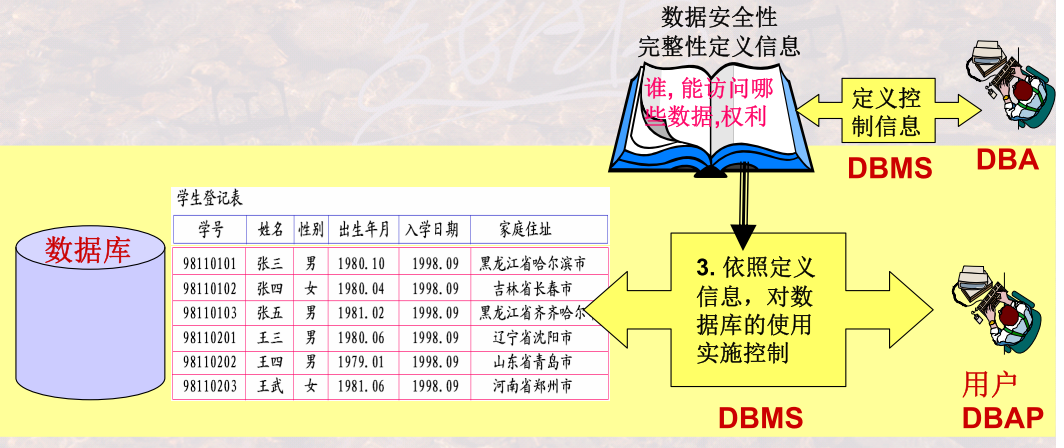 数据安全性
完整性定义信息
谁,能访问哪
些数据,权利
定义控
制信息
DBMS
DBA
数据库
学生登记表
学号 姓名 性别 出生年月 入学日期 家庭住址
98110101 张三 男 1980.10 1998.09 黑龙江省哈尔滨市
98110102 张四 女 1980.04 1998.09 吉林省长春市
98110103 张五 男 1981.02 1998.09 黑龙江省齐齐哈尔
98110201 王三 男 1980.06 1998.09 辽宁省沈阳市
98110202 王四 男 1979.01 1998.09 山东省青岛市
98110203 王武 女 1981.06 1998.09 河南省郑州市
3. 依照定义
信息，对数
据库的使用
实施控制
DBMS
用户
DBAP